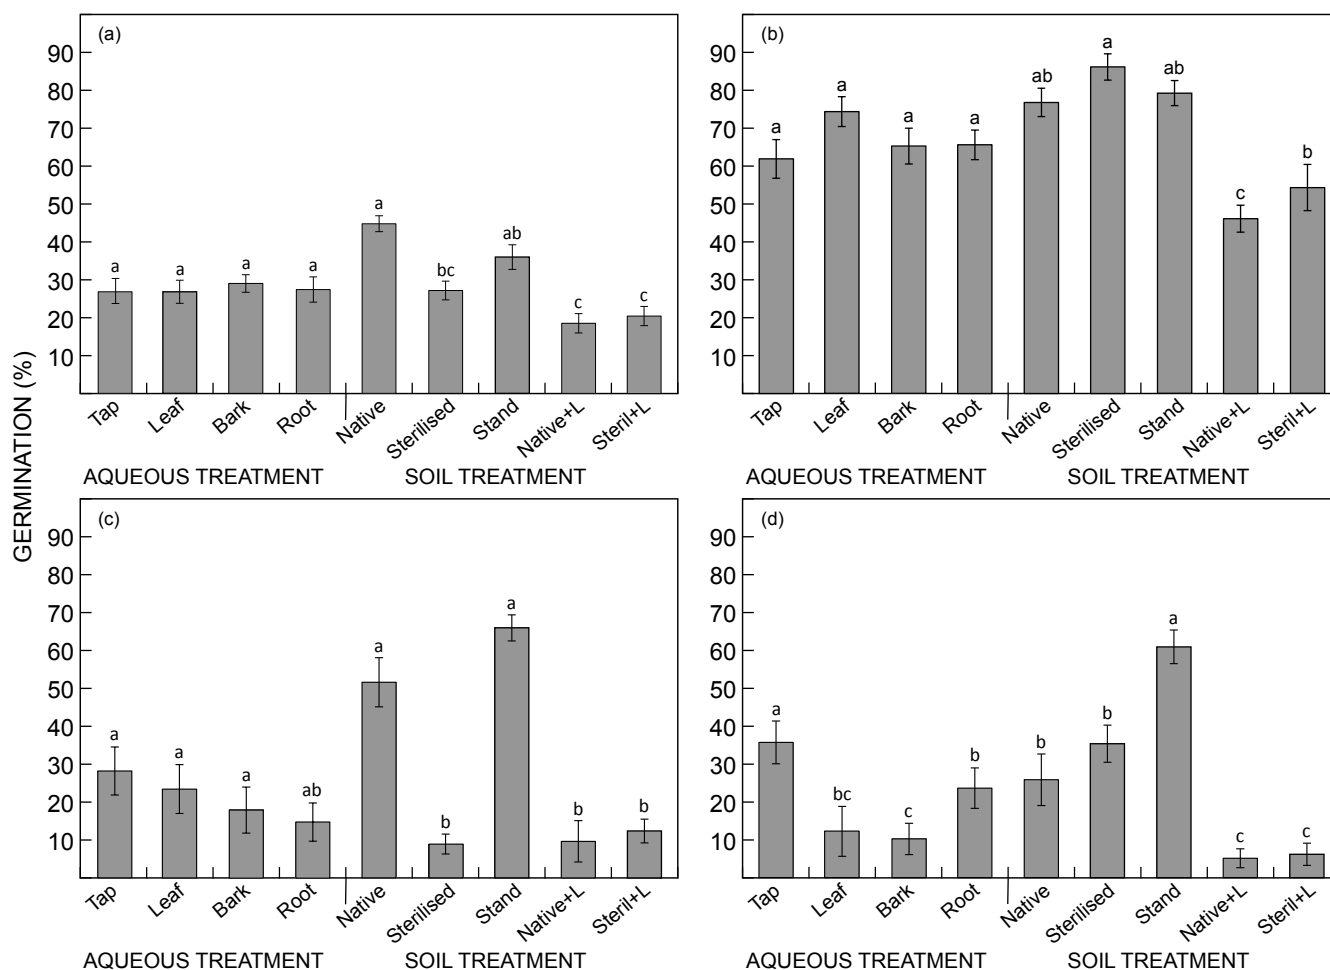 GERMINATION (%)
(a)
90
80
70
60
50
40
30
20
10
a
a
a
a
a
bc
ab
c
c
Tap
Leaf
Bark
Root
Native
Sterilised
Stand
Native+L
Steril+L
AQUEOUS TREATMENT
SOIL TREATMENT
(b)
90
80
70
60
50
40
30
20
10
a
a
a
a
ab
a
ab
c
b
Tap
Leaf
Bark
Root
Native
Sterilised
Stand
Native+L
Steril+L
AQUEOUS TREATMENT
SOIL TREATMENT
(c)
90
80
70
60
50
40
30
20
10
a
a
a
ab
a
b
a
b
b
Tap
Leaf
Bark
Root
Native
Sterilised
Stand
Native+L
Steril+L
AQUEOUS TREATMENT
SOIL TREATMENT
(d)
90
80
70
60
50
40
30
20
10
a
bc
c
b
b
b
a
c
c
Tap
Leaf
Bark
Root
Native
Sterilised
Stand
Native+L
Steril+L
AQUEOUS TREATMENT
SOIL TREATMENT